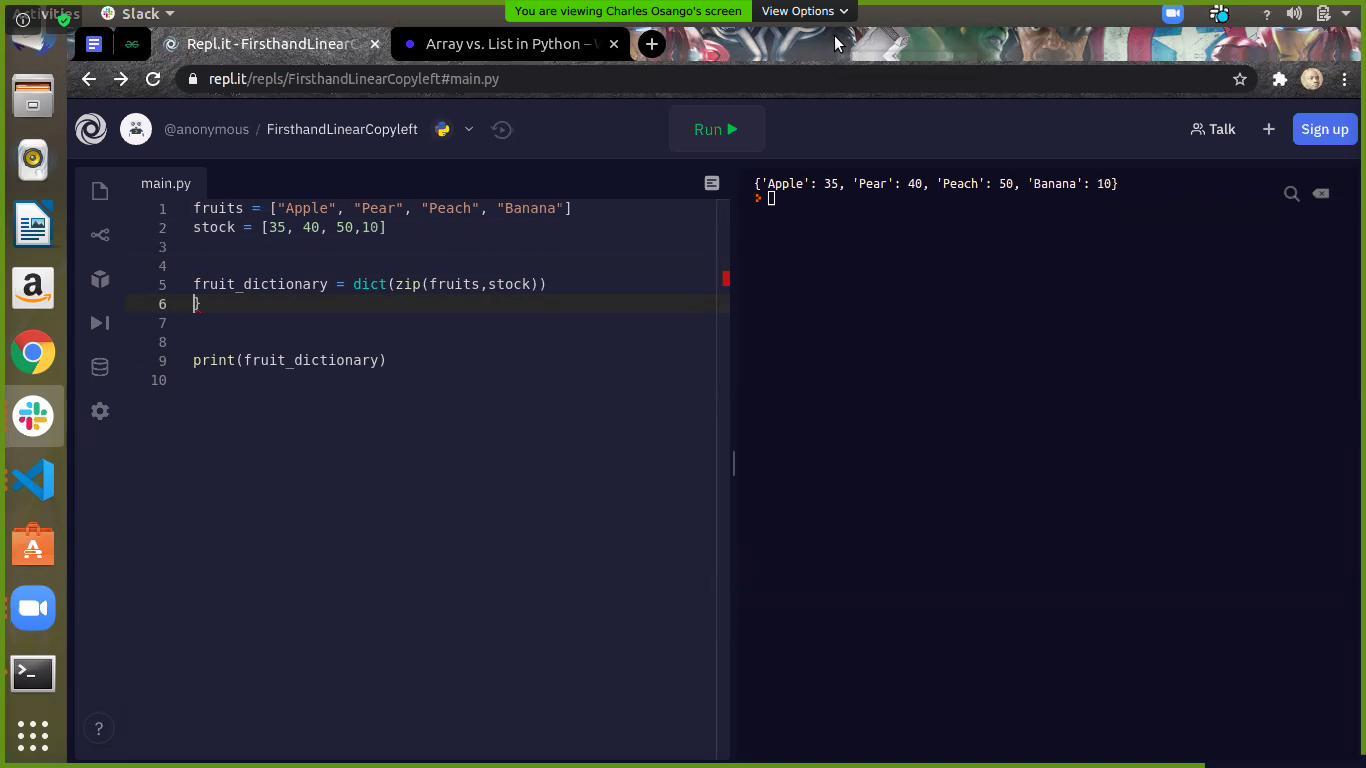 Activities
Slack
You are viewing Charles Osango's screen
View Options
?
Repl.it - FirsthandLinearC
Array vs. List in Python –
repl.it/repls/FirsthandLinearCopyleft#main.py
@anonymous / FirsthandLinearCopyleft
Run
Talk
Sign up
main.py
1 fruits = ["Apple", "Pear", "Peach", "Banana"]
2 stock = [35, 40, 50,10]
3
4
5 fruit_dictionary = dict(zip(fruits,stock))
6 }
7
8
9 print(fruit_dictionary)
10
?
{'Apple': 35, 'Pear': 40, 'Peach': 50, 'Banana': 10}